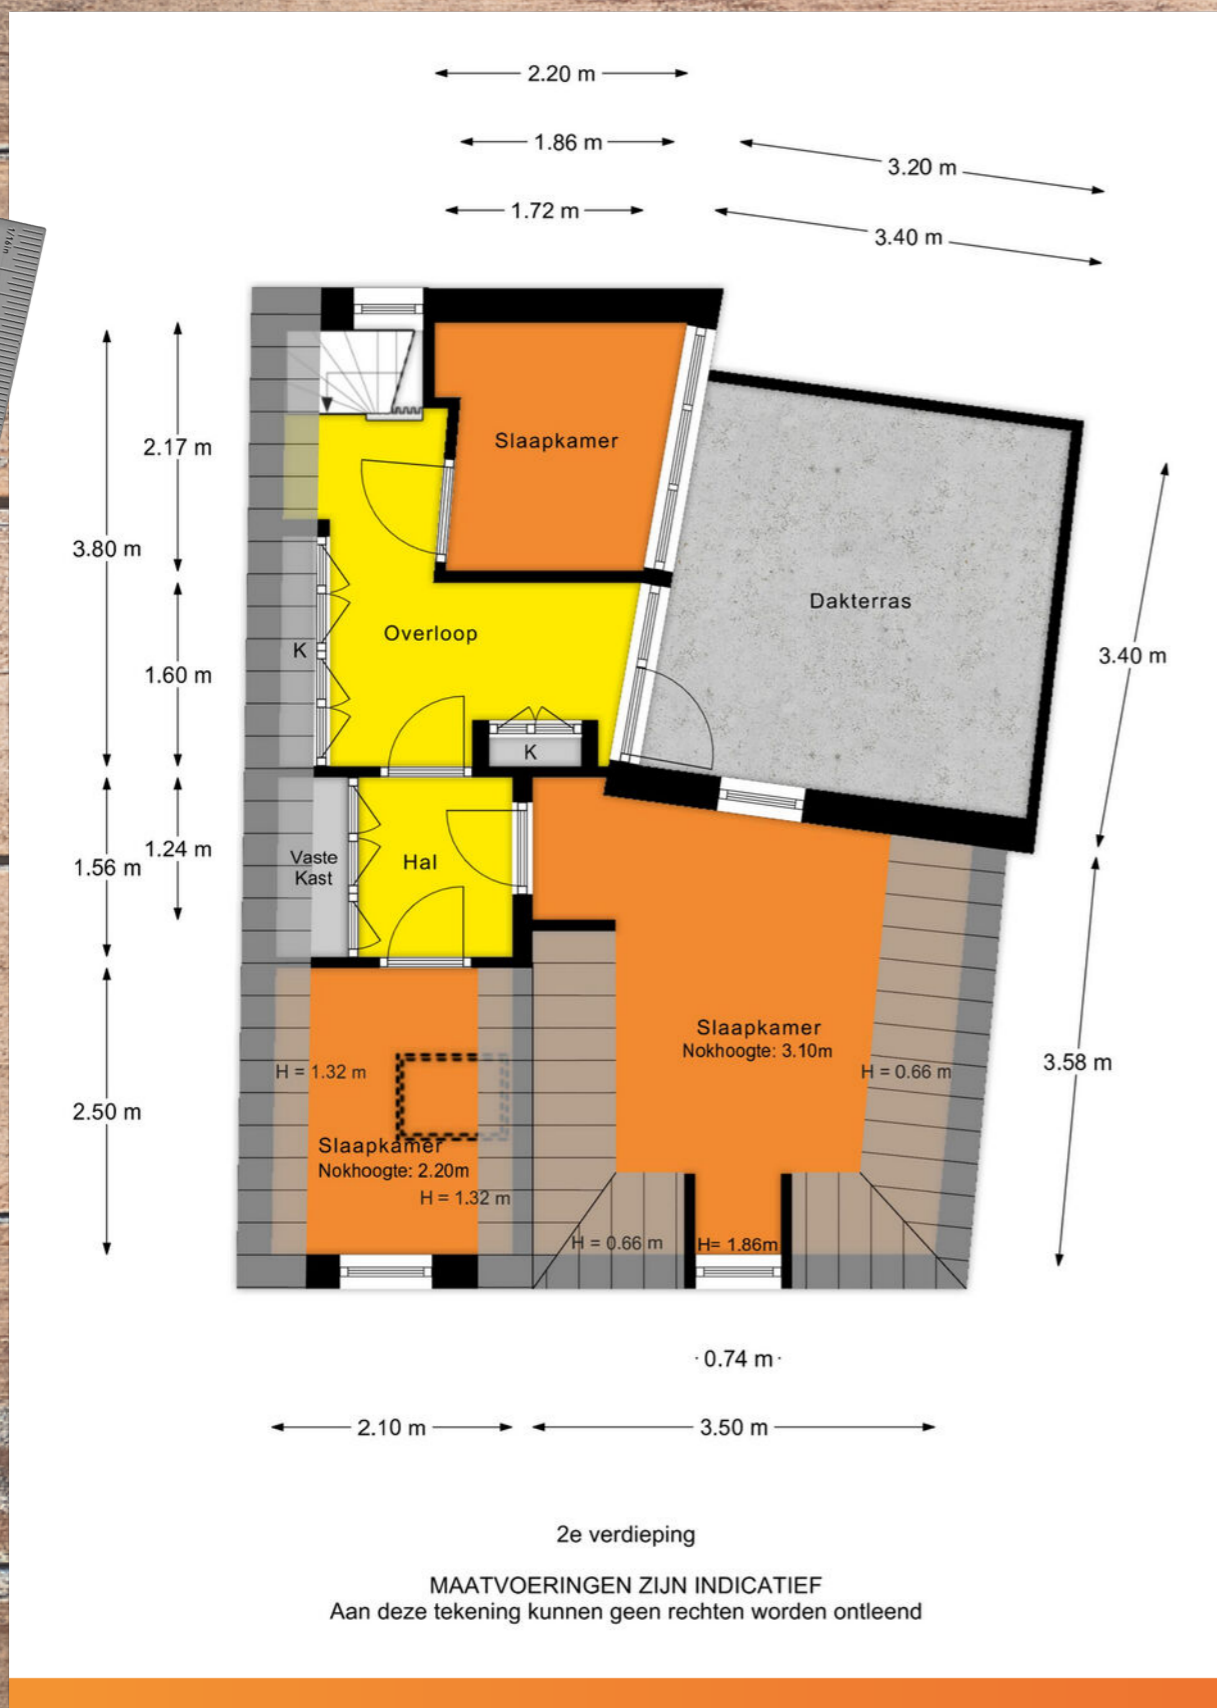 2.20 m
1.86 m
3.20 m
1.72 m
3.40 m
1/16in
2.17 m
Slaapkamer
3.80 m
Dakterras
Overloop
K
3.40 m
1.60 m
K
1.24 m
1.56 m
Vaste
Kast
Hal
Slaapkamer
Nokhoogte: 3.10m
H = 1.32 m
H = 0.66 m
3.58 m
2.50 m
Slaapkamer
Nokhoogte: 2.20m
H = 1.32 m
H = 0.66 m
H= 1.86m
0.74 m
2.10 m
3.50 m
2e verdieping
MAATVOERINGEN ZIJN INDICATIEF
Aan deze tekening kunnen geen rechten worden ontleend